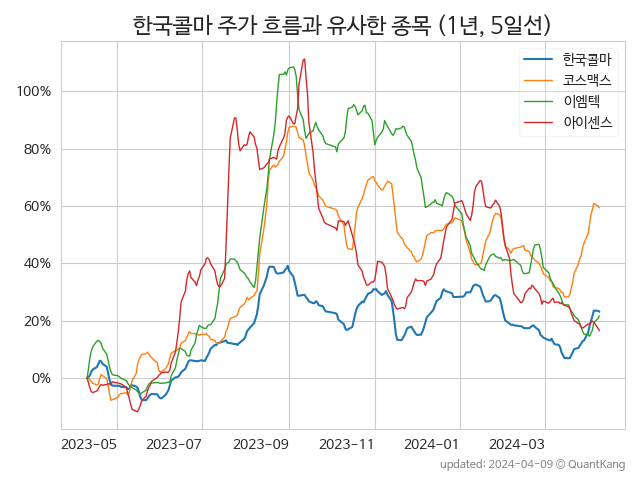 한국콜마 주가 흐름과 유사한 종목 (1년, 5일선)
한국콜마
코스맥스
이엠텍
아이센스
100%
80%
60%
40%
20%
0%
2023-05 2023-07 2023-09 2023-11 2024-01 2024-03
updated: 2024-04-09 © QuantKang